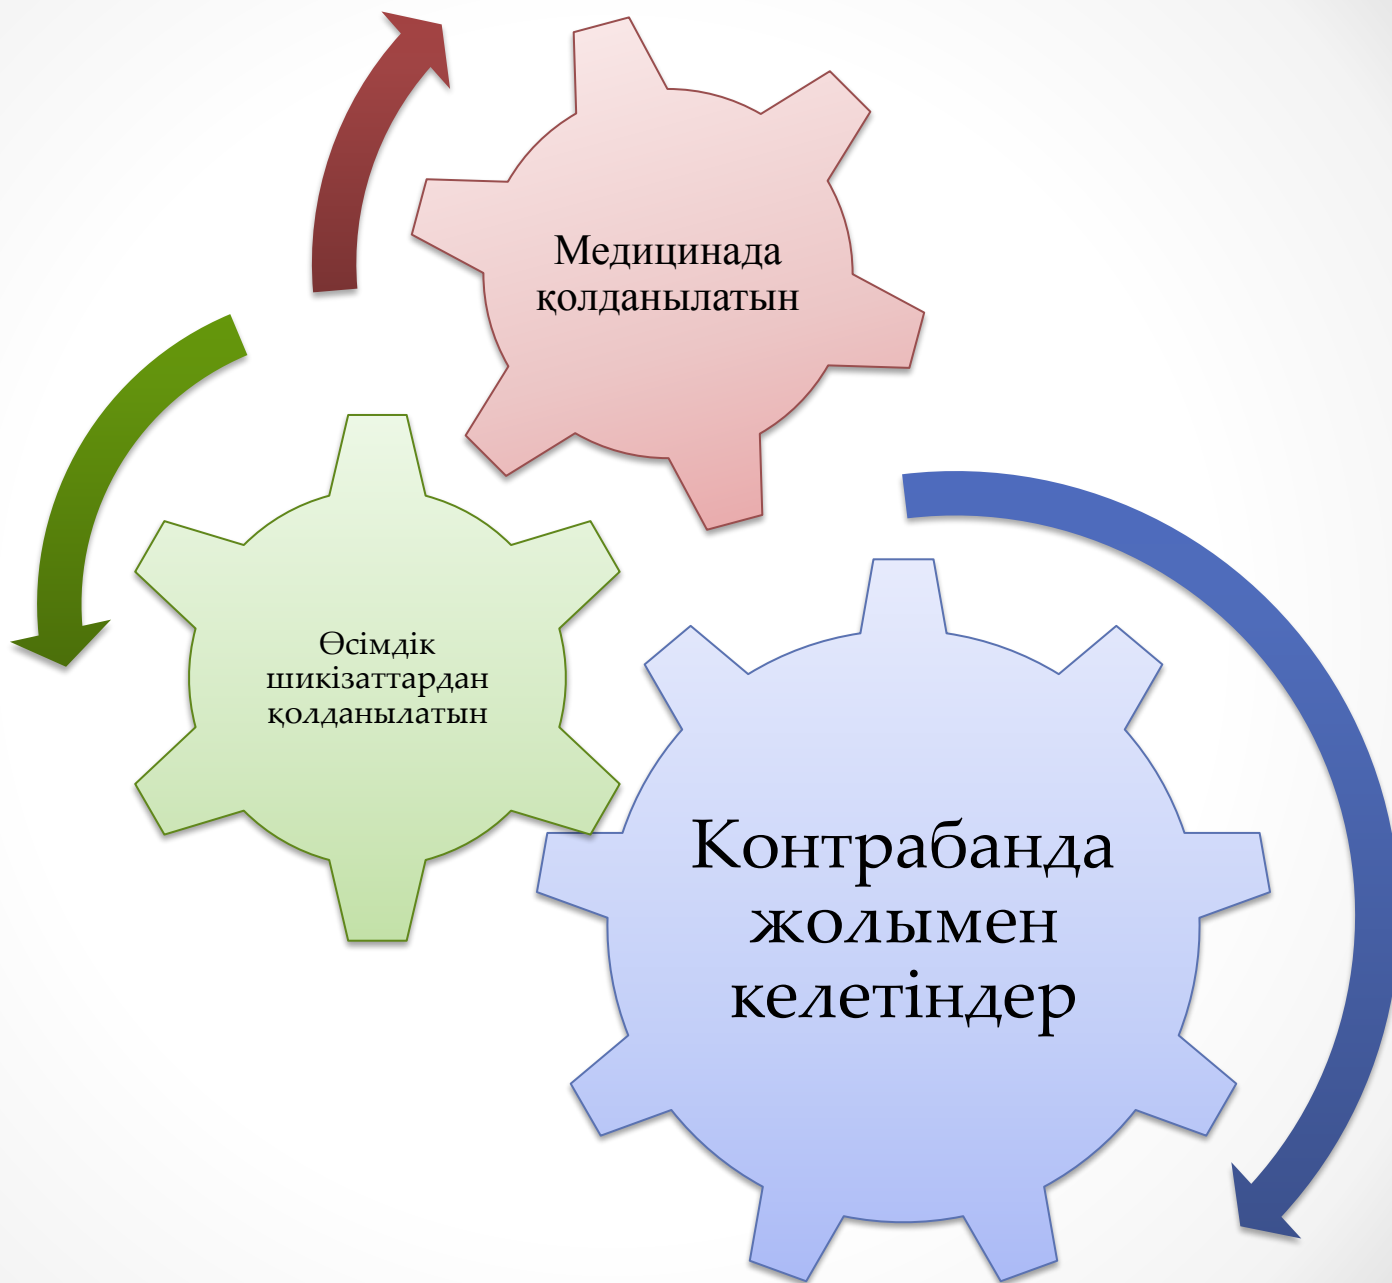 Медицинада
қолданылатын
Өсімдік
шикізаттардан
қолданылатын
Контрабанда
жолымен
келетіндер